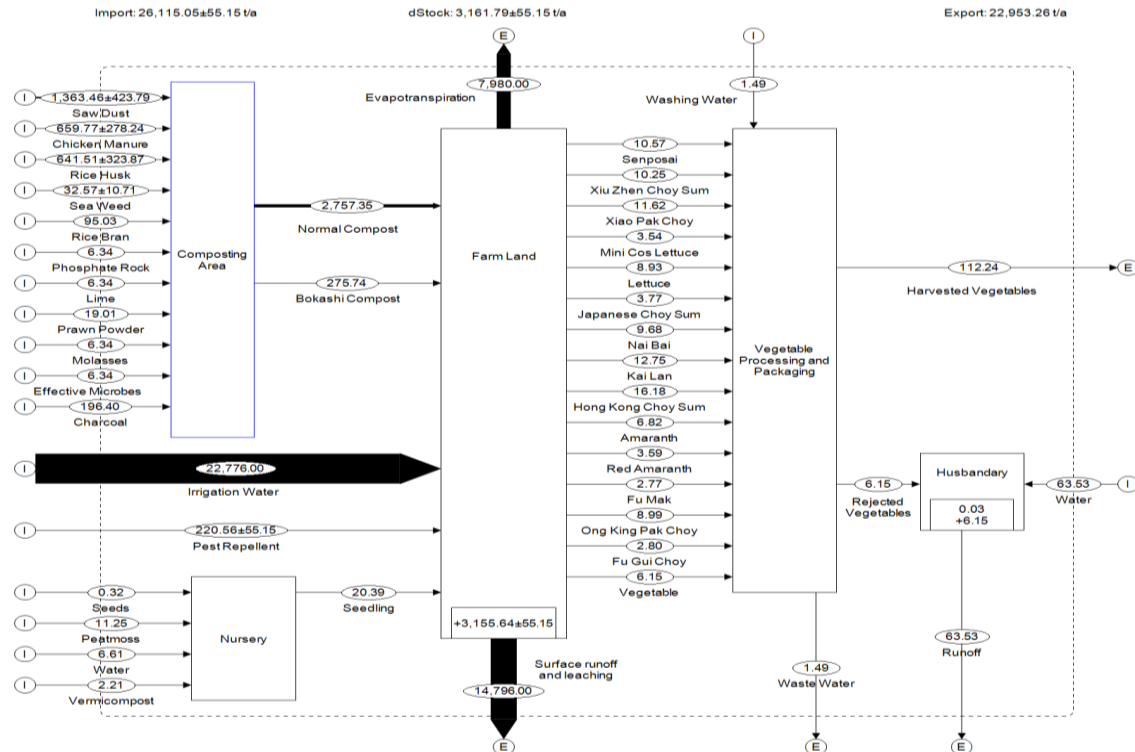 Import: 26,115.05±55.15 t/a
dStock: 3,161.79±55.15 t/a
Export: 22,953.26 t/a
E
I
7,980.00
Evapotranspiration
1.49
Washing Water
I
1,363.46±423.79
Saw Dust
I
659.77±278.24
Chicken Manure
I
641.51±323.87
Rice Husk
I
32.57±10.71
Sea Weed
I
95.03
Rice Bran
I
6.34
Phosphate Rock
I
6.34
Lime
I
19.01
Prawn Powder
I
6.34
Molasses
I
6.34
Effective Microbes
I
196.40
Charcoal
Composting
Area
2,757.35
Normal Compost
275.74
Bokashi Compost
I
22,776.00
Irrigation Water
I
220.56±55.15
Pest Repellent
I
0.32
Seeds
I
11.25
Peatmoss
I
6.61
Water
I
2.21
Vermicompost
Nursery
20.39
Seedling
Farm Land
+3,155.64±55.15
Surface runoff
and leaching
14,796.00
E
10.57
Senposai
10.25
Xiu Zhen Choy Sum
11.62
Xiao Pak Choy
3.54
Mini Cos Lettuce
8.93
Lettuce
3.77
Japanese Choy Sum
9.68
Nai Bai
12.75
Kai Lan
16.18
Hong Kong Choy Sum
6.82
Amaranth
3.59
Red Amaranth
2.77
Fu Mak
8.99
Ong King Pak Choy
2.80
Fu Gui Choy
6.15
Vegetable
Vegetable
Processing and
Packaging
112.24
E
Harvested Vegetables
6.15
Rejected
Vegetables
Husbandary
0.03
+6.15
63.53
I
Water
63.53
Runoff
E
1.49
Waste Water
E